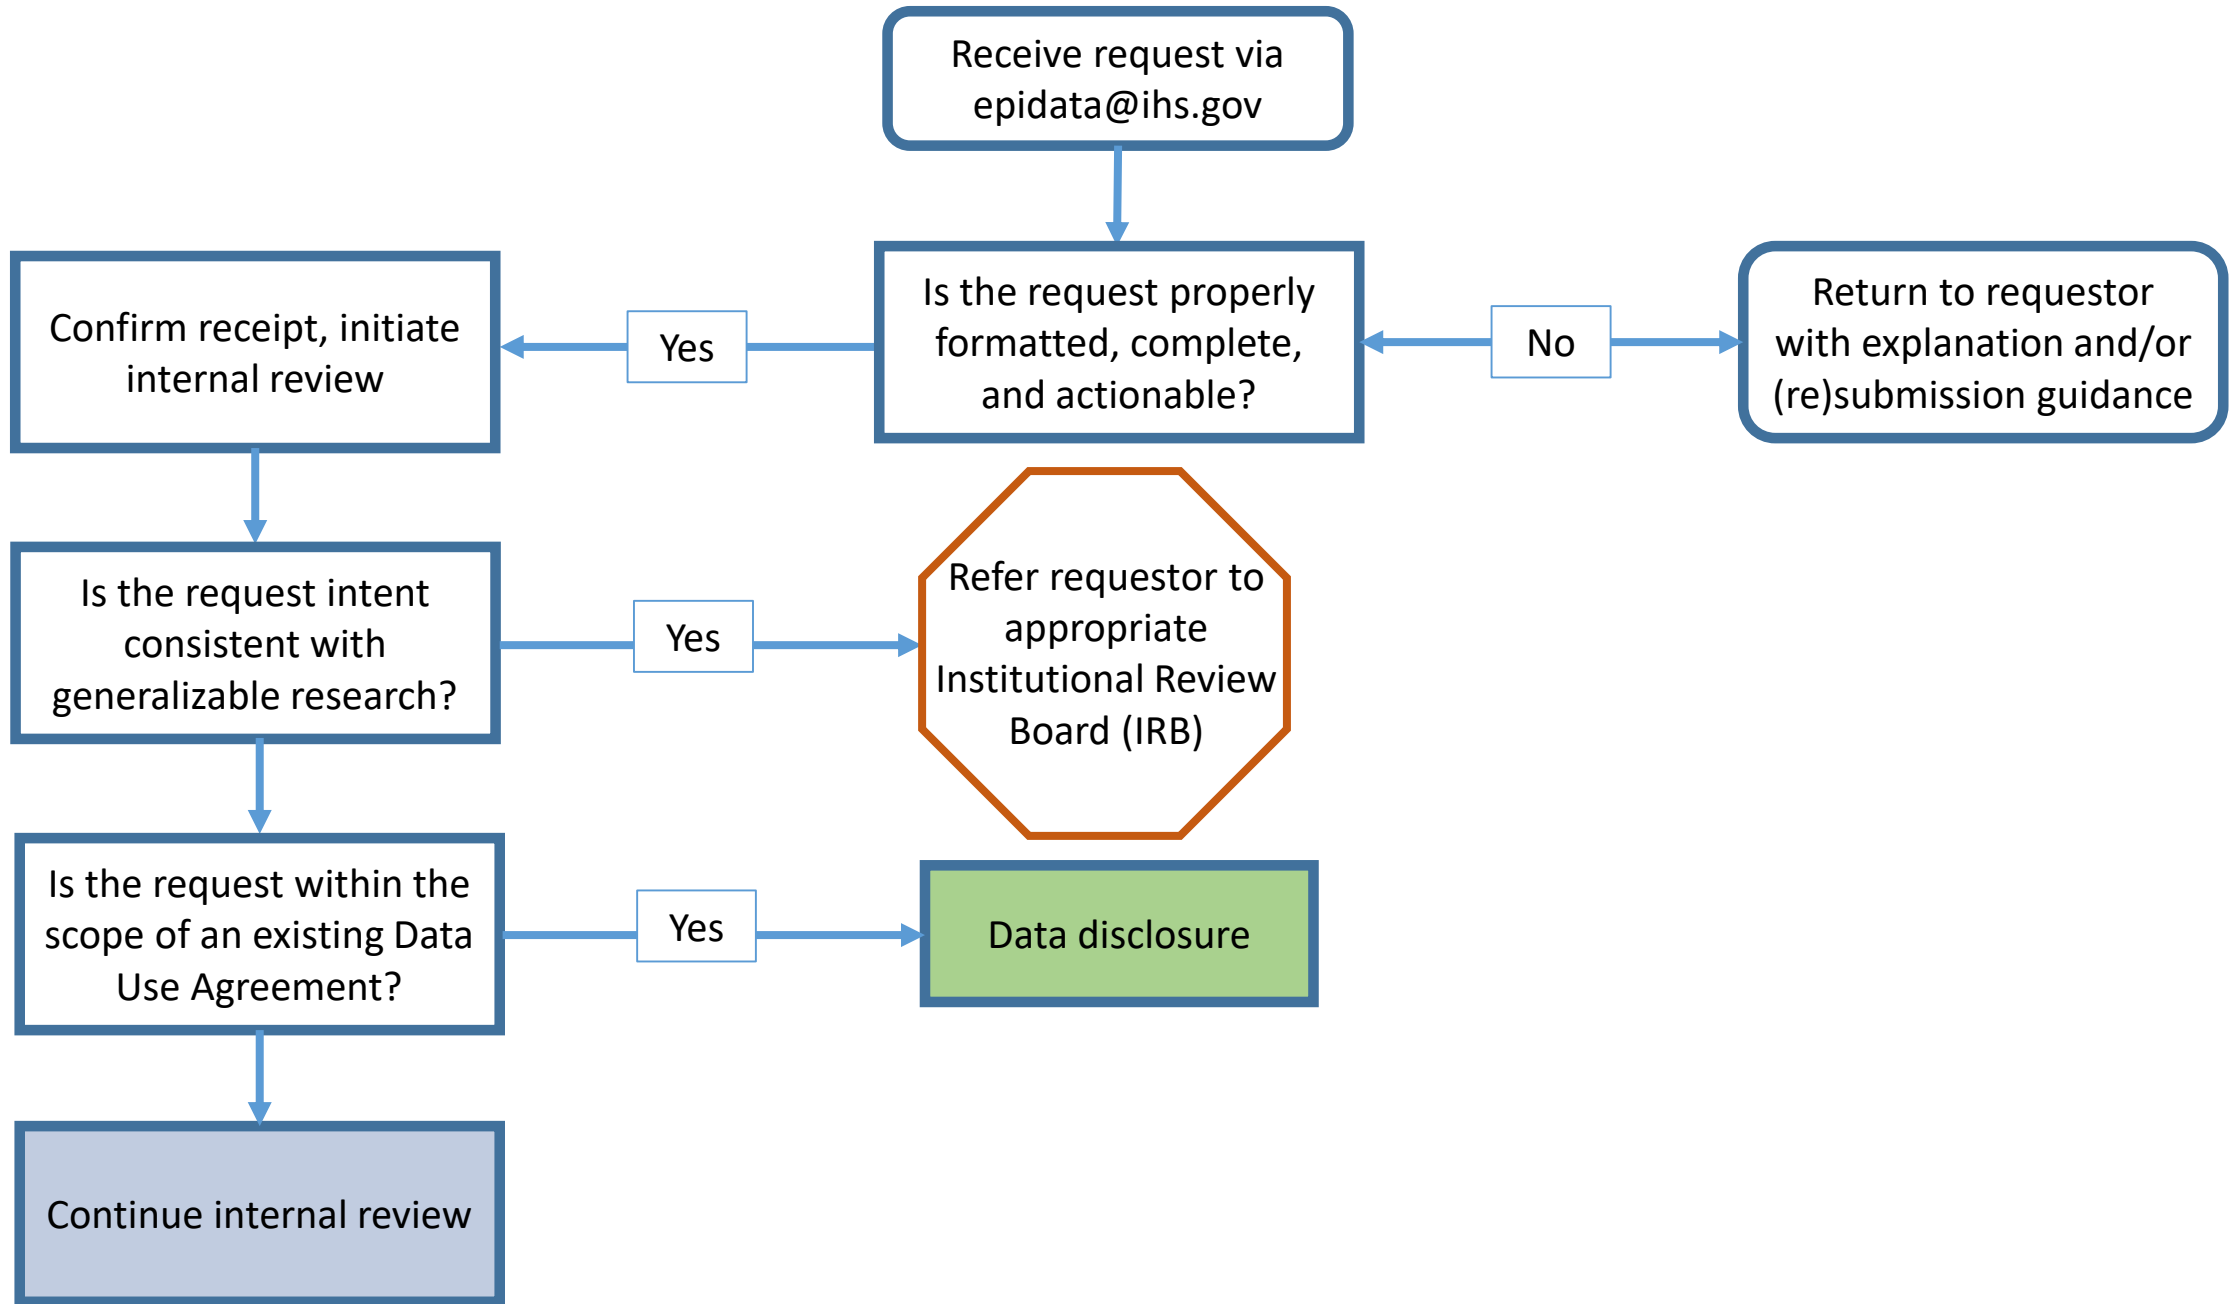 Receive request via
epidata@ihs.gov
Is the request properly
formatted, complete,
and actionable?
Yes
No
Confirm receipt, initiate
internal review
Return to requestor
with explanation and/or
(re)submission guidance
Is the request intent
consistent with
generalizable research?
Yes
Refer requestor to
appropriate
Institutional Review
Board (IRB)
Is the request within the
scope of an existing Data
Use Agreement?
Yes
Data disclosure
Continue internal review